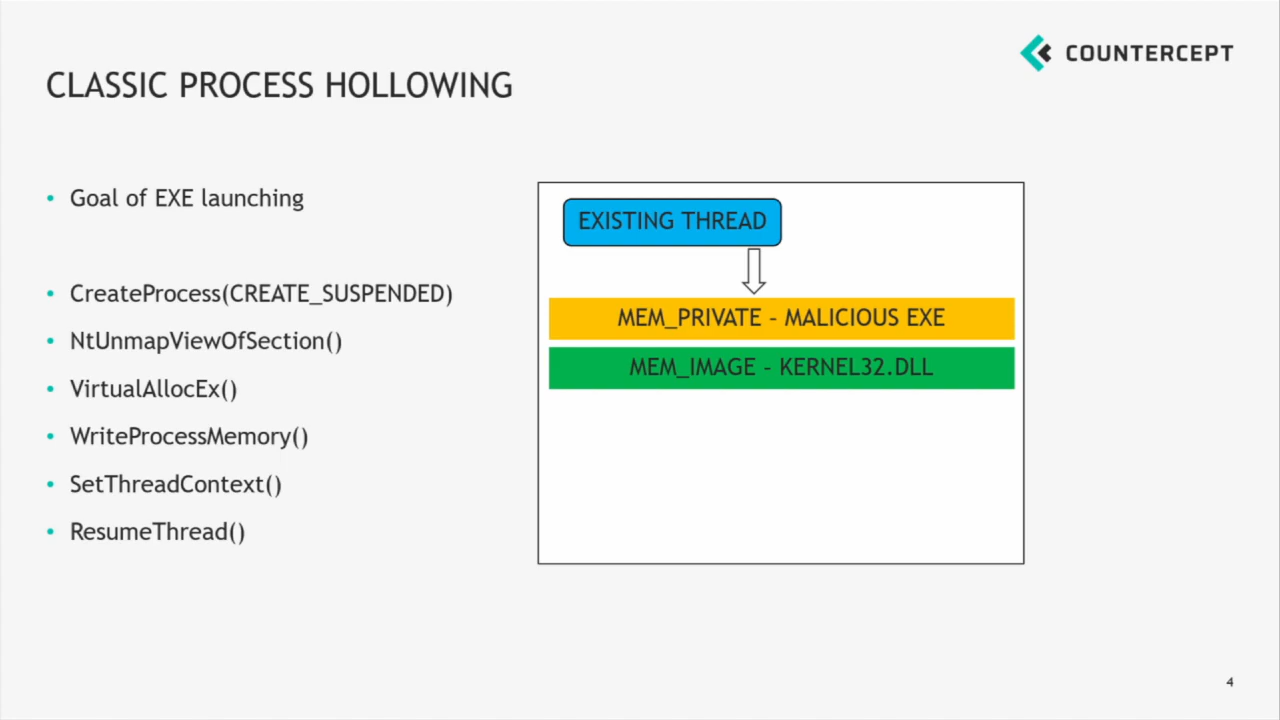 COUNTERCEPT
CLASSIC PROCESS HOLLOWING
• Goal of EXE launching
• CreateProcess(CREATE_SUSPENDED)
• NtUnmapViewOfSection()
• VirtualAllocEx()
• WriteProcessMemory()
• SetThreadContext()
• ResumeThread()
EXISTING THREAD
MEM_PRIVATE - MALICIOUS EXE
MEM_IMAGE - KERNEL32.DLL
4